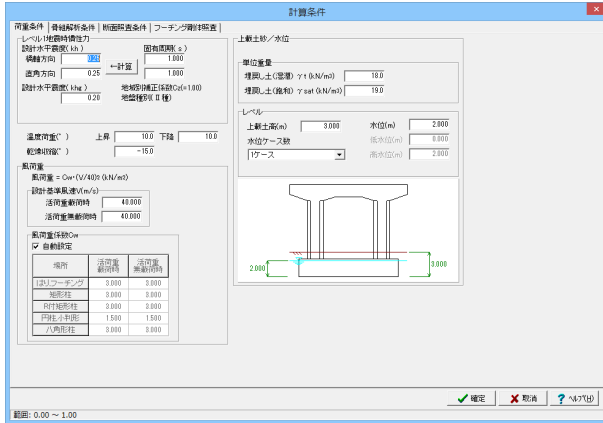 計算条件
荷重条件 骨組解析条件 断面照査条件 フーチング剛体照査
レベル1地震時慣性力
設計水平震度( kh ) 固有周期( s )
橋軸方向 0.25 ←計算 1.000
直角方向 0.25 1.000
設計水平震度( khg ) 地域別補正係数Cz(=1.00)
0.20 地盤種別(Ⅱ種)
温度荷重(°) 上昇 10.0 下降 10.0
乾燥収縮(°) -15.0
風荷重
風荷重 = Cw・(V/40)² (kN/m²)
設計基準風速V(m/s)
活荷重載荷時 40.000
活荷重無載荷時 40.000
風荷重係数Cw
自動設定
場所 活荷重載荷時 活荷重無載荷時
はり,フーチング 3.000 3.000
矩形柱 3.000 3.000
R付矩形柱 3.000 3.000
円柱,小判形 1.500 1.500
八角形柱 3.000 3.000
上載土砂／水位
単位重量
埋戻し土(湿潤) γt (kN/m³) 18.0
埋戻し土(飽和) γsat (kN/m³) 19.0
レベル
上載土高(m) 3.000 水位(m) 2.000
水位ケース数 低水位(m) 0.000
1ケース 高水位(m) 2.000
2.000 3.000
確定 取消 ? ヘルプ(H)
範囲: 0.00 ～ 1.00